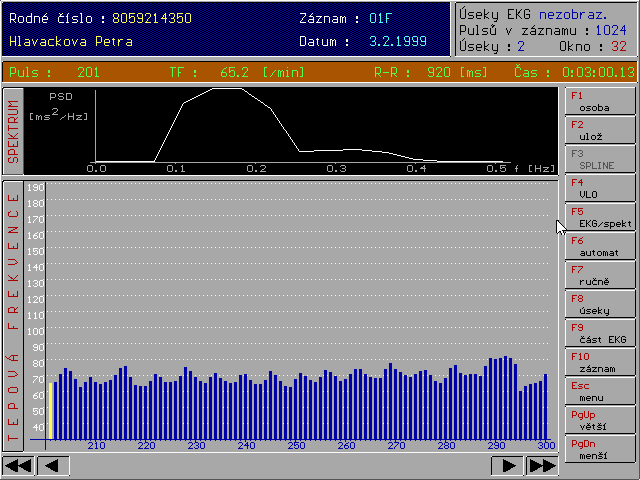 Rodné číslo : 8059214350 Záznam : 01F
Hlavackova Petra Datum : 3.2.1999
Úseky EKG nezobraz.
Pulsů v záznamu : 1024
Úseky : 2 Okno : 32
Puls : 201 TF : 65.2 [/min] R-R : 920 [ms] Čas : 0:03:00.13
SPEKTRUM
PSD
[ms2/Hz]
0.0 0.1 0.2 0.3 0.4 0.5 f [Hz]
TEPOVÁ FREKVENCE
190
180
170
160
150
140
130
120
110
100
90
80
70
60
50
40
210 220 230 240 250 260 270 280 290 300
F1
osoba
F2
ulož
F3
SPLINE
F4
VLO
F5
EKG/spekt
F6
automat
F7
ručně
F8
úseky
F9
část EKG
F10
záznam
Esc
menu
PgUp
větší
PgDn
menší